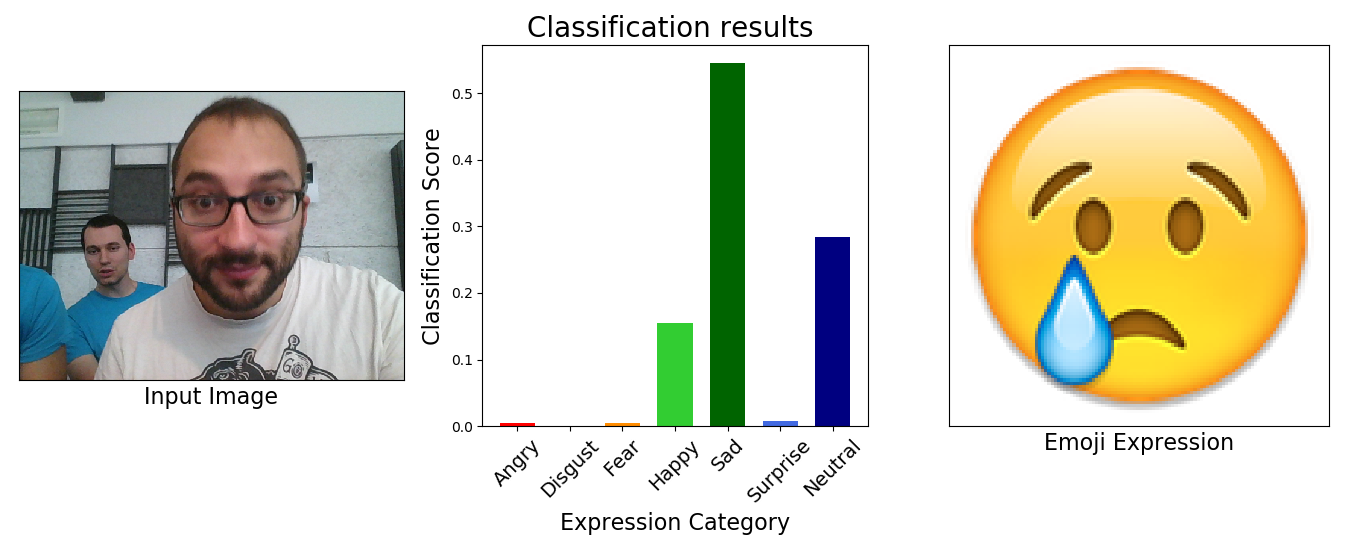 Classification results
Classification Score
0.5
0.4
0.3
0.2
0.1
0.0
Angry
Disgust
Fear
Happy
Sad
Surprise
Neutral
Expression Category
Input Image
GO
Emoji Expression